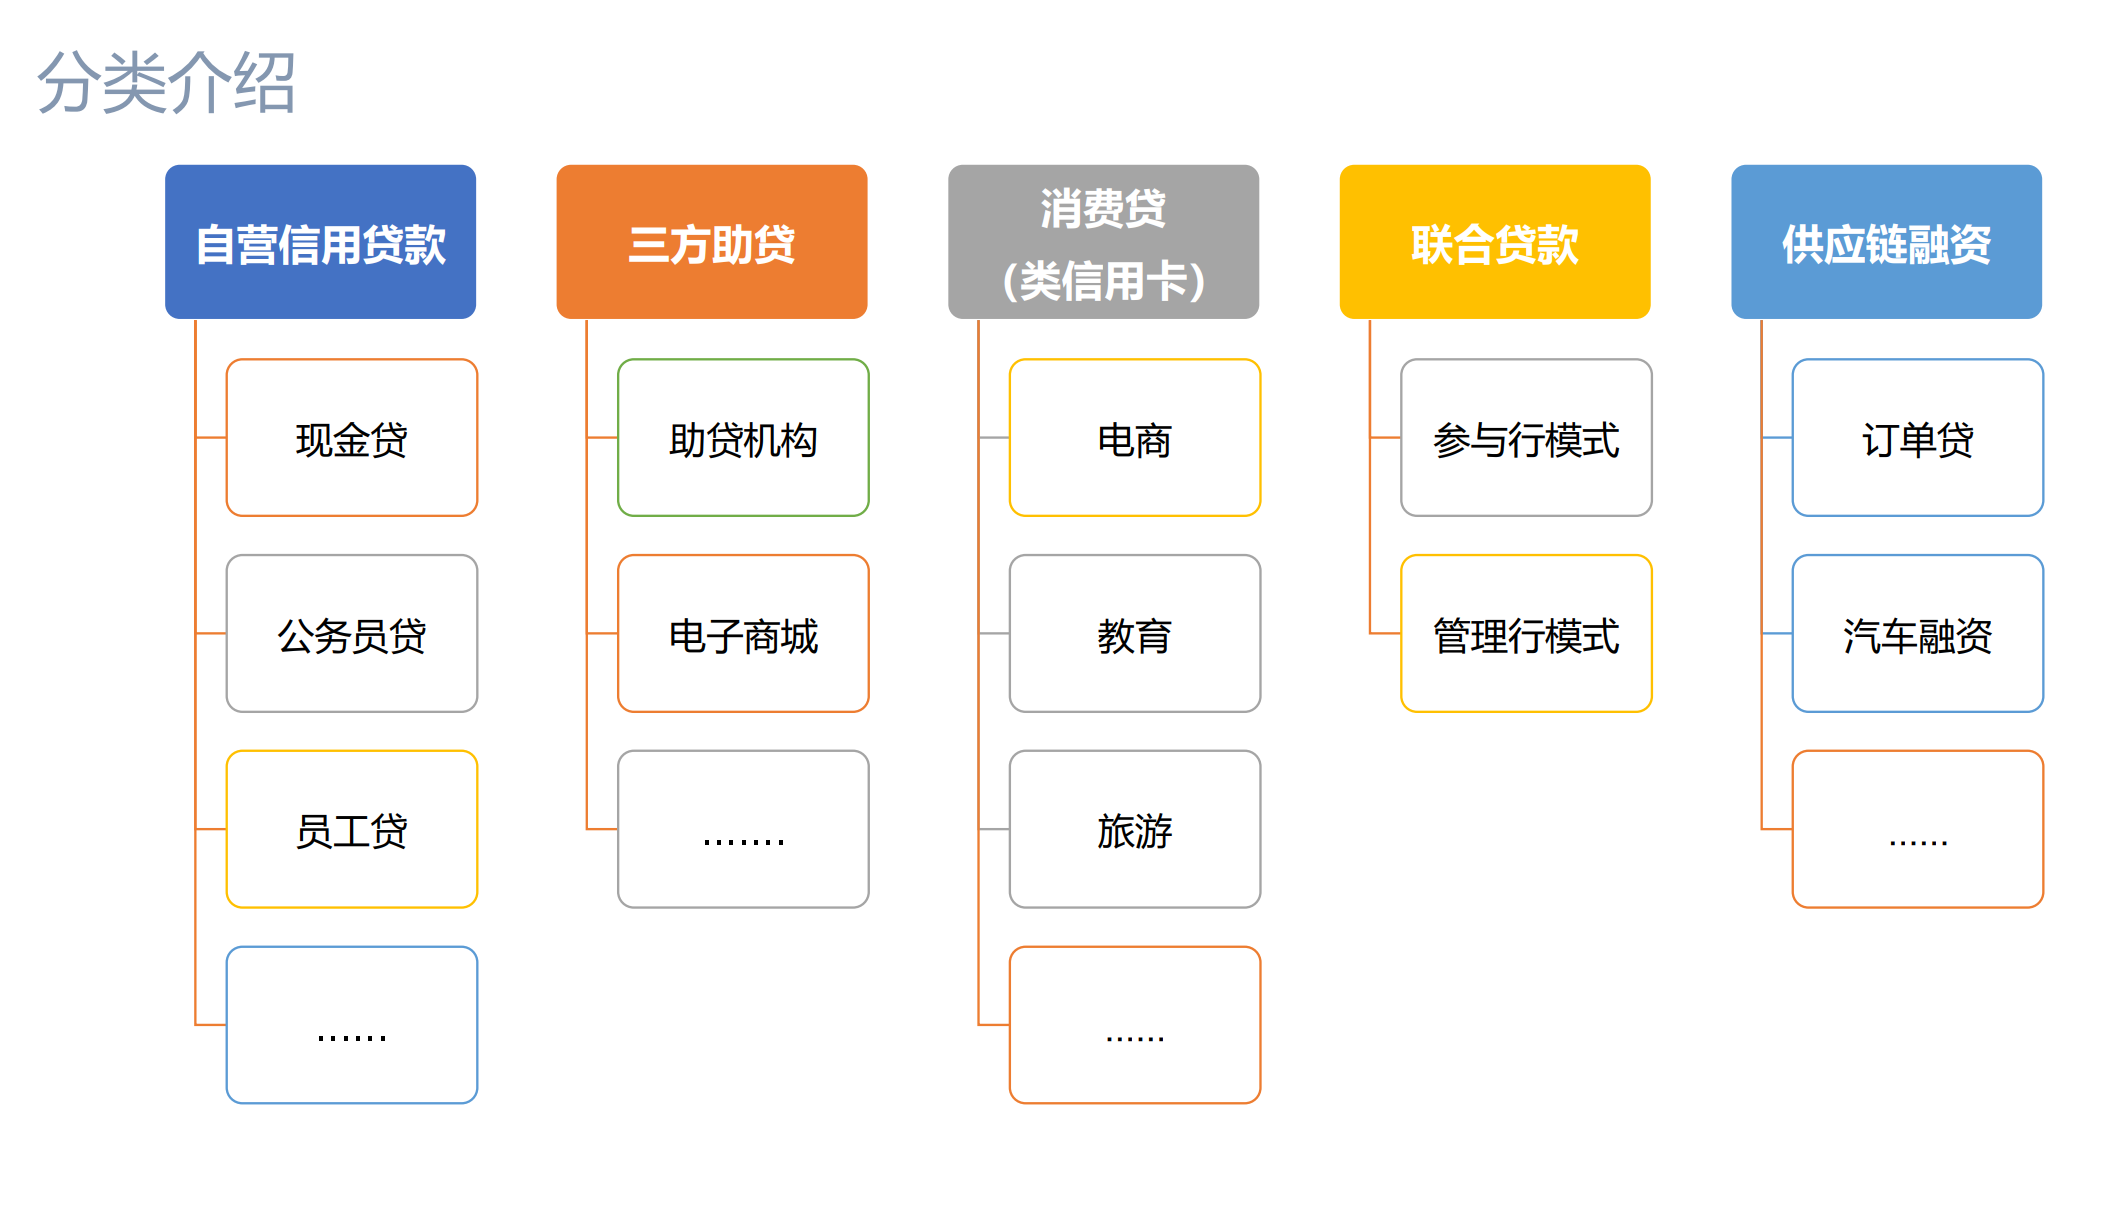 分类介绍
自营信用贷款
现金贷
公务员贷
员工贷
······
三方助贷
助贷机构
电子商城
·······
消费贷
（类信用卡）
电商
教育
旅游
......
联合贷款
参与行模式
管理行模式
供应链融资
订单贷
汽车融资
......